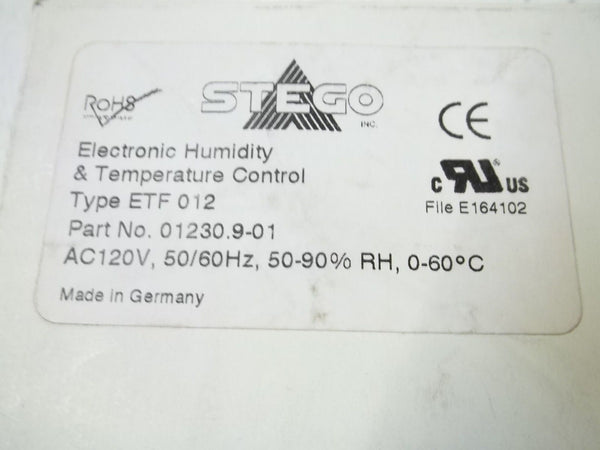 RoHS
STEGO
INC.
CE
Electronic Humidity
& Temperature Control
c RU US
File E164102
Type ETF 012
Part No. 01230.9-01
AC120V, 50/60Hz, 50-90% RH, 0-60°C
Made in Germany